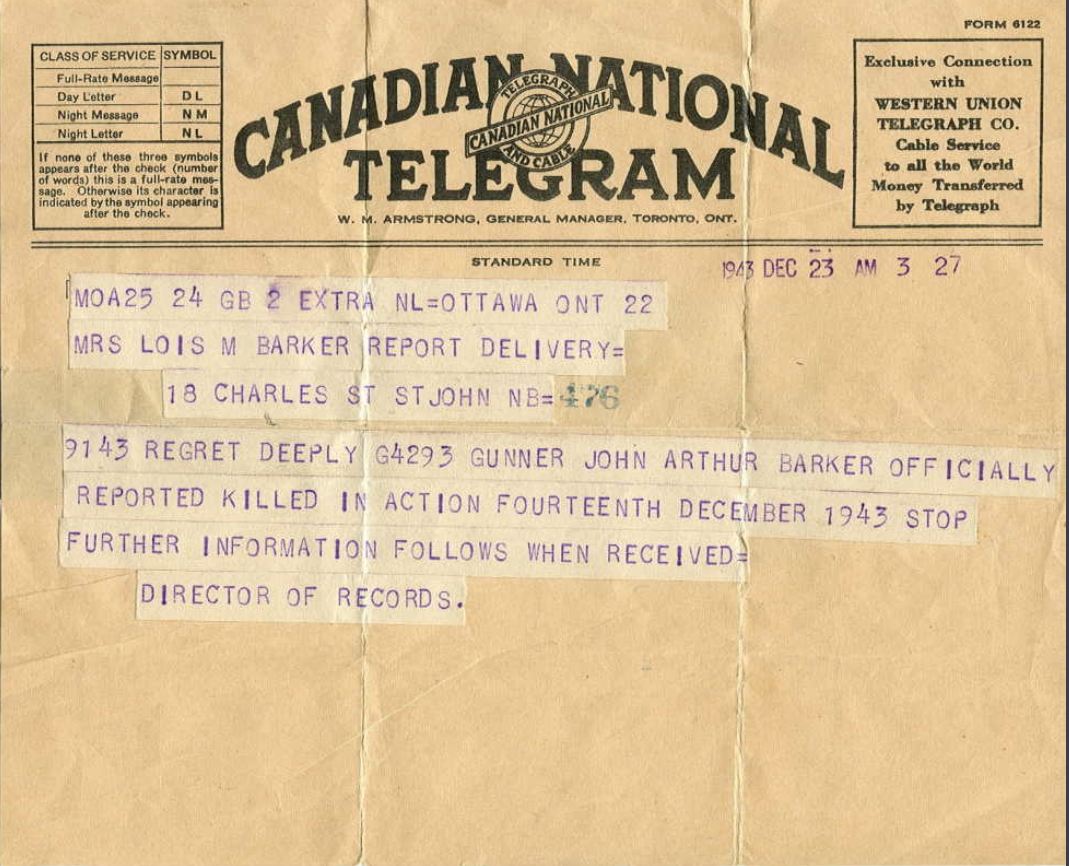 FORM 6122
CLASS OF SERVICE SYMBOL
Full-Rate Message
Day Letter D L
Night Message N M
Night Letter N L
If none of these three symbols
appears after the check (number
of words) this is a full-rate mes-
sage. Otherwise its character is
indicated by the symbol appearing
after the check.
CANADIAN NATIONAL
TELEGRAPH
CANADIAN NATIONAL
AND CABLE
TELEGRAM
W. M. ARMSTRONG, GENERAL MANAGER, TORONTO, ONT.
Exclusive Connection
with
WESTERN UNION
TELEGRAPH CO.
Cable Service
to all the World
Money Transferred
by Telegraph
STANDARD TIME
1943 DEC 23 AM 3 27
MOA25 24 GB 2 EXTRA NL=OTTAWA ONT 22
MRS LOIS M BARKER REPORT DELIVERY=
18 CHARLES ST STJOHN NB= 476
9143 REGRET DEEPLY G4293 GUNNER JOHN ARTHUR BARKER OFFICIALLY
REPORTED KILLED IN ACTION FOURTEENTH DECEMBER 1943 STOP
FURTHER INFORMATION FOLLOWS WHEN RECEIVED=
DIRECTOR OF RECORDS.